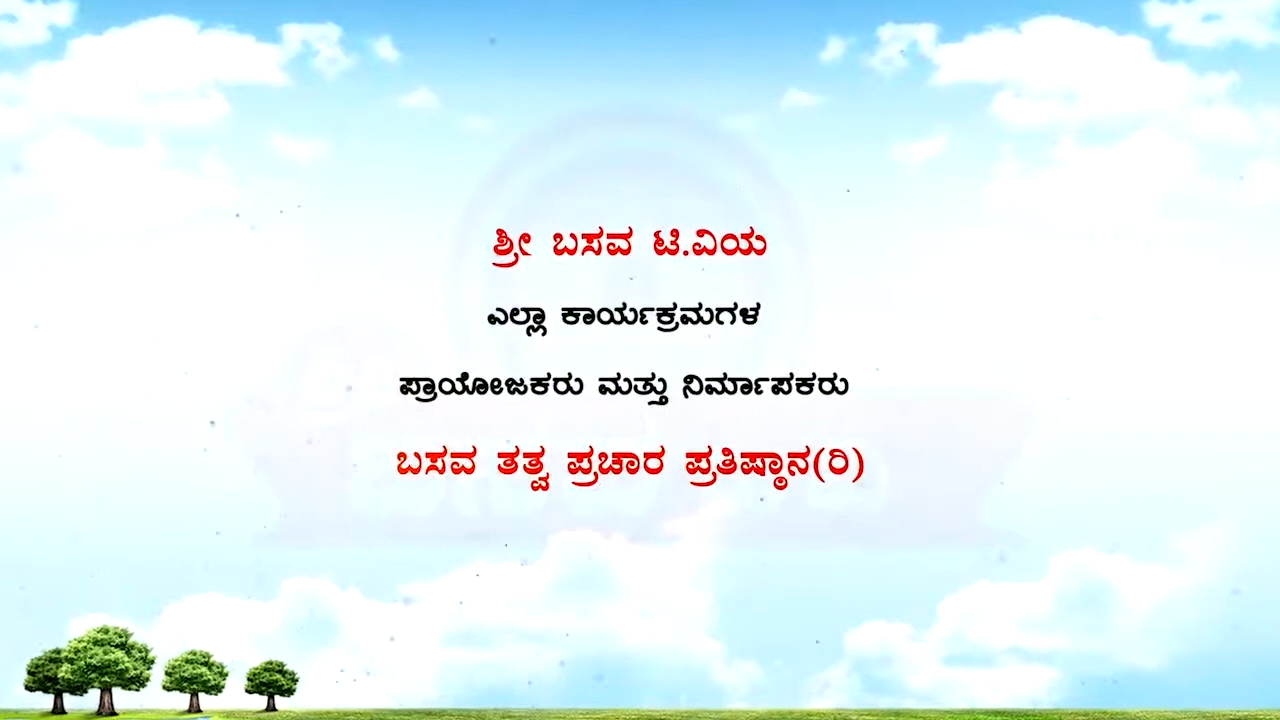 ಶ್ರೀ ಬಸವ ಟಿ.ವಿಯ
ಎಲ್ಲಾ ಕಾರ್ಯಕ್ರಮಗಳ
ಪ್ರಾಯೋಜಕರು ಮತ್ತು ನಿರ್ಮಾಪಕರು
ಬಸವ ತತ್ವ ಪ್ರಚಾರ ಪ್ರತಿಷ್ಠಾನ(ರಿ)